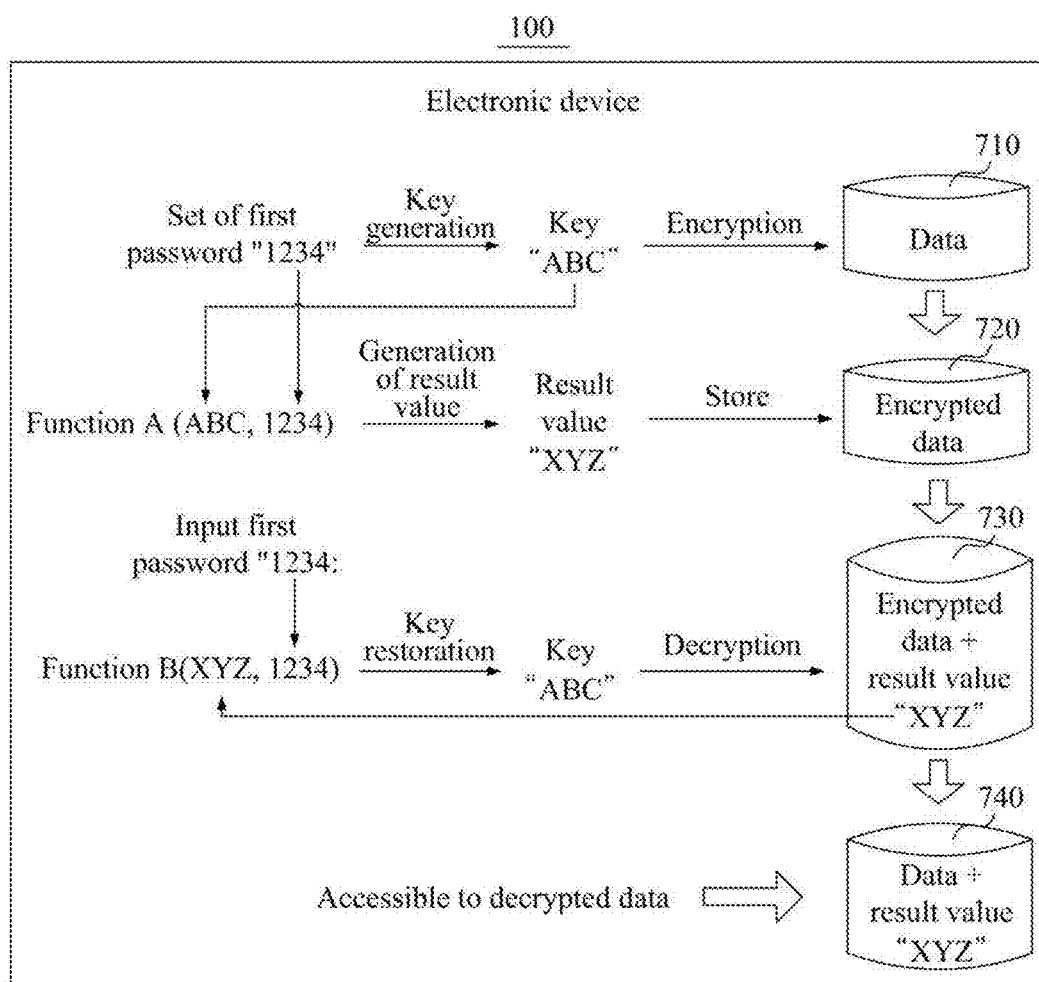 100
Electronic device
710
Set of first
password "1234"
Key
generation
Key
"ABC"
Encryption
Data
720
Generation
of result
value
Function A (ABC, 1234)
Result
value
"XYZ"
Store
Encrypted
data
Input first
password "1234:
730
Function B(XYZ, 1234)
Key
restoration
Key
"ABC"
Decryption
Encrypted
data +
result value
"XYZ"
740
Accessible to decrypted data
Data +
result value
"XYZ"